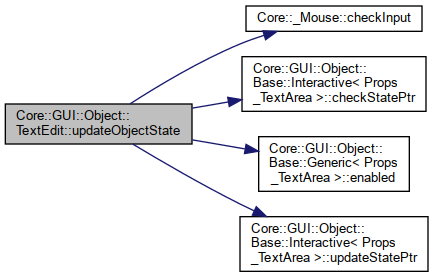 Core::GUI::Object::
TextEdit::updateObjectState
Core::_Mouse::checkInput
Core::GUI::Object::
Base::Interactive< Props
_TextArea >::checkStatePtr
Core::GUI::Object::
Base::Generic< Props
_TextArea >::enabled
Core::GUI::Object::
Base::Interactive< Props
_TextArea >::updateStatePtr